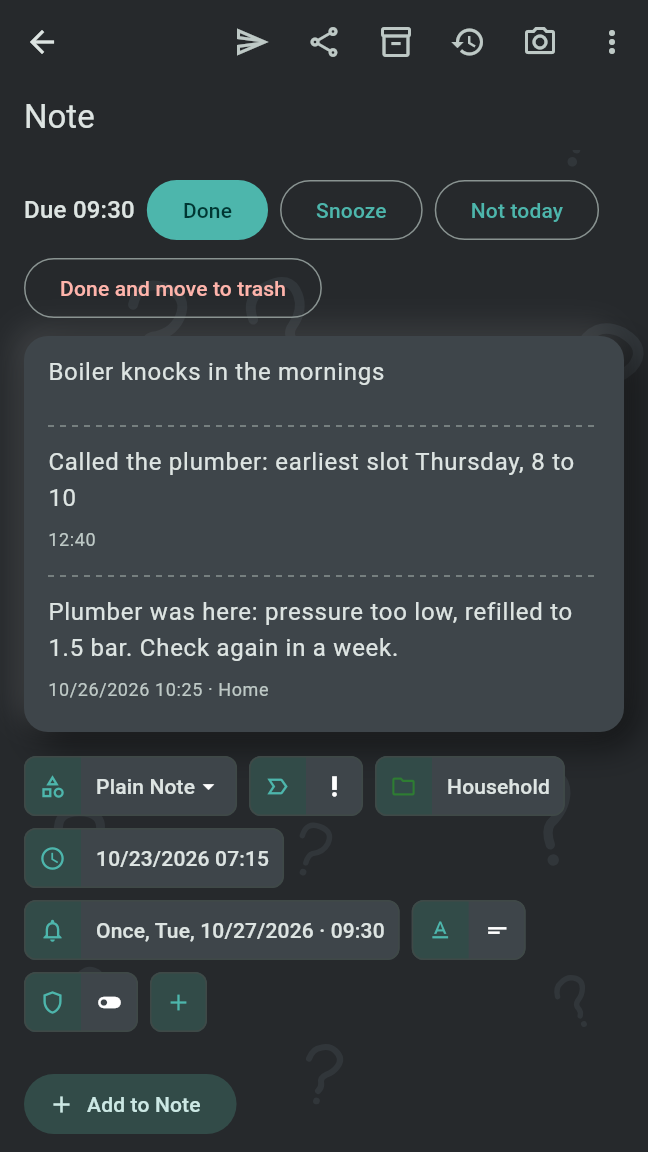 Note
Due 09:30 Done Snooze Not today
Done and move to trash
Boiler knocks in the mornings
Called the plumber: earliest slot Thursday, 8 to
10
12:40
Plumber was here: pressure too low, refilled to
1.5 bar. Check again in a week.
10/26/2026 10:25 · Home
Plain Note ! Household
10/23/2026 07:15
Once, Tue, 10/27/2026 · 09:30 A
+ Add to Note